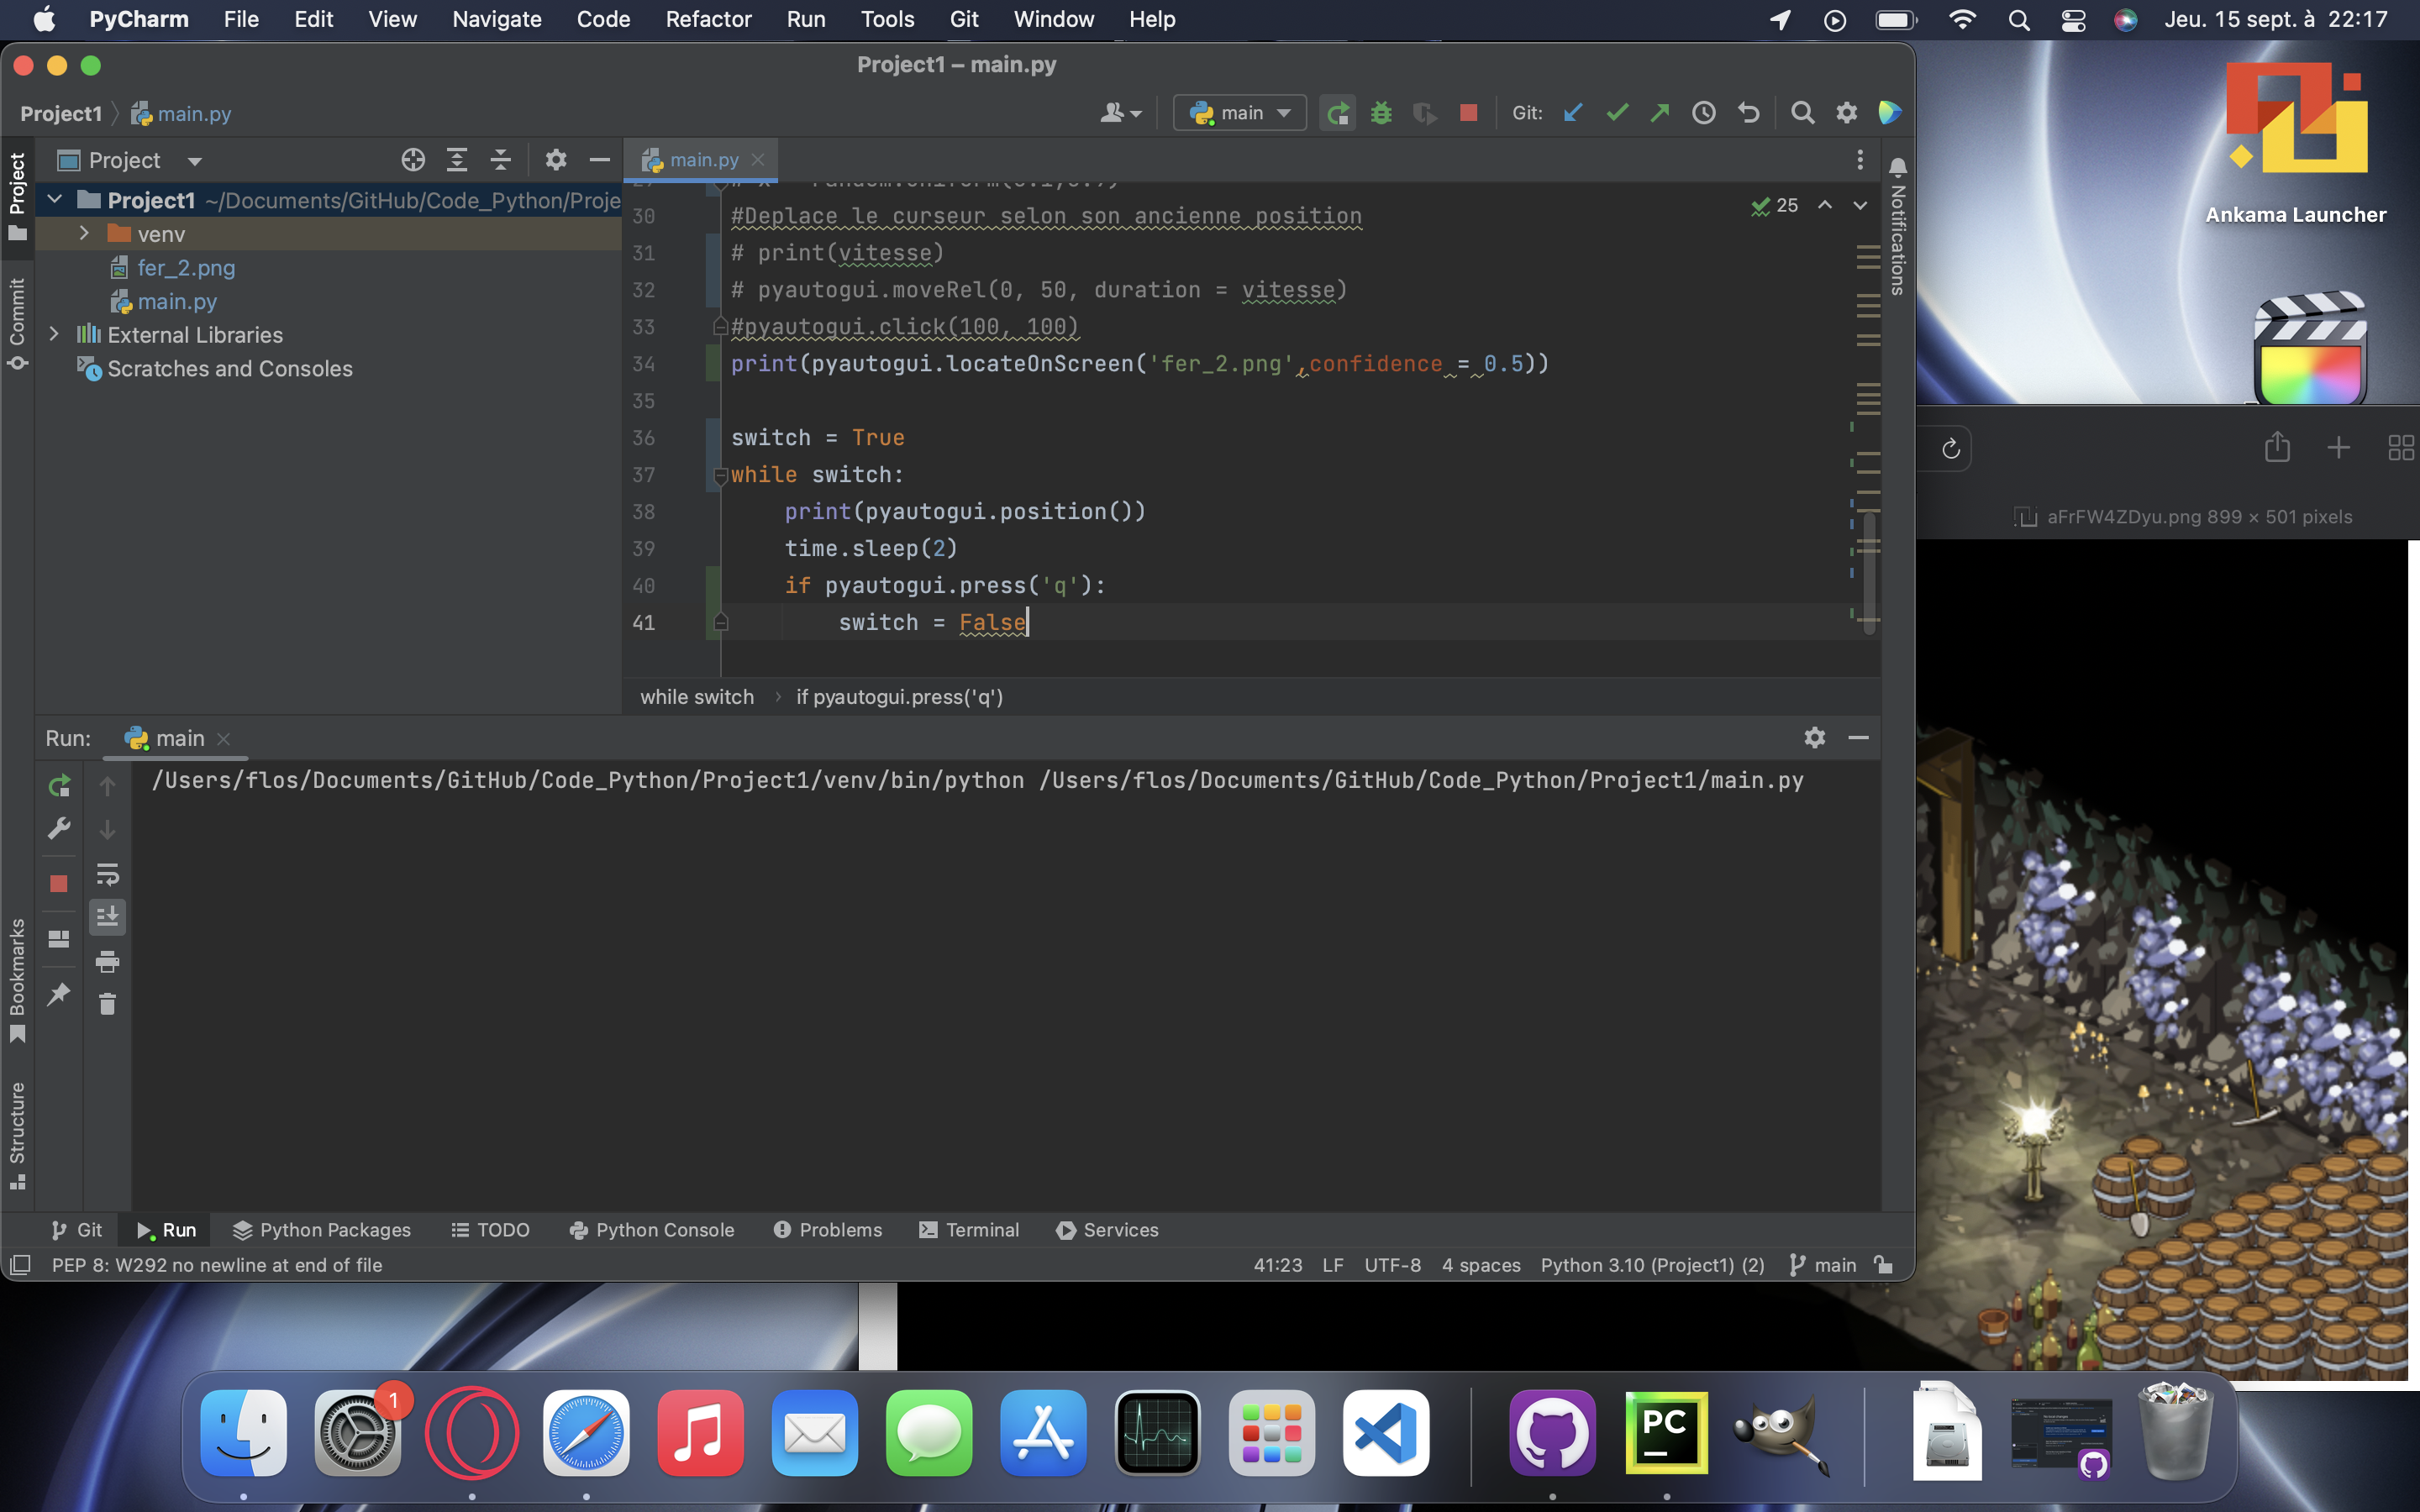 PyCharm File Edit View Navigate Code Refactor Run Tools Git Window Help Jeu. 15 sept. à 22:17
Project1 – main.py
Project1 main.py main Git:
Project main.py
Project1 ~/Documents/GitHub/Code_Python/Proje
venv
fer_2.png
main.py
External Libraries
Scratches and Consoles
Project
Commit
Bookmarks
Structure
Notifications
25
30 #Deplace le curseur selon son ancienne position
31 # print(vitesse)
32 # pyautogui.moveRel(0, 50, duration = vitesse)
33 #pyautogui.click(100, 100)
34 print(pyautogui.locateOnScreen('fer_2.png',confidence = 0.5))
35
36 switch = True
37 while switch:
38 print(pyautogui.position())
39 time.sleep(2)
40 if pyautogui.press('q'):
41 switch = False
while switch › if pyautogui.press('q')
Run: main
/Users/flos/Documents/GitHub/Code_Python/Project1/venv/bin/python /Users/flos/Documents/GitHub/Code_Python/Project1/main.py
Git Run Python Packages TODO Python Console Problems Terminal Services
PEP 8: W292 no newline at end of file 41:23 LF UTF-8 4 spaces Python 3.10 (Project1) (2) main
Ankama Launcher
aFrFW4ZDyu.png 899 × 501 pixels
1
PC